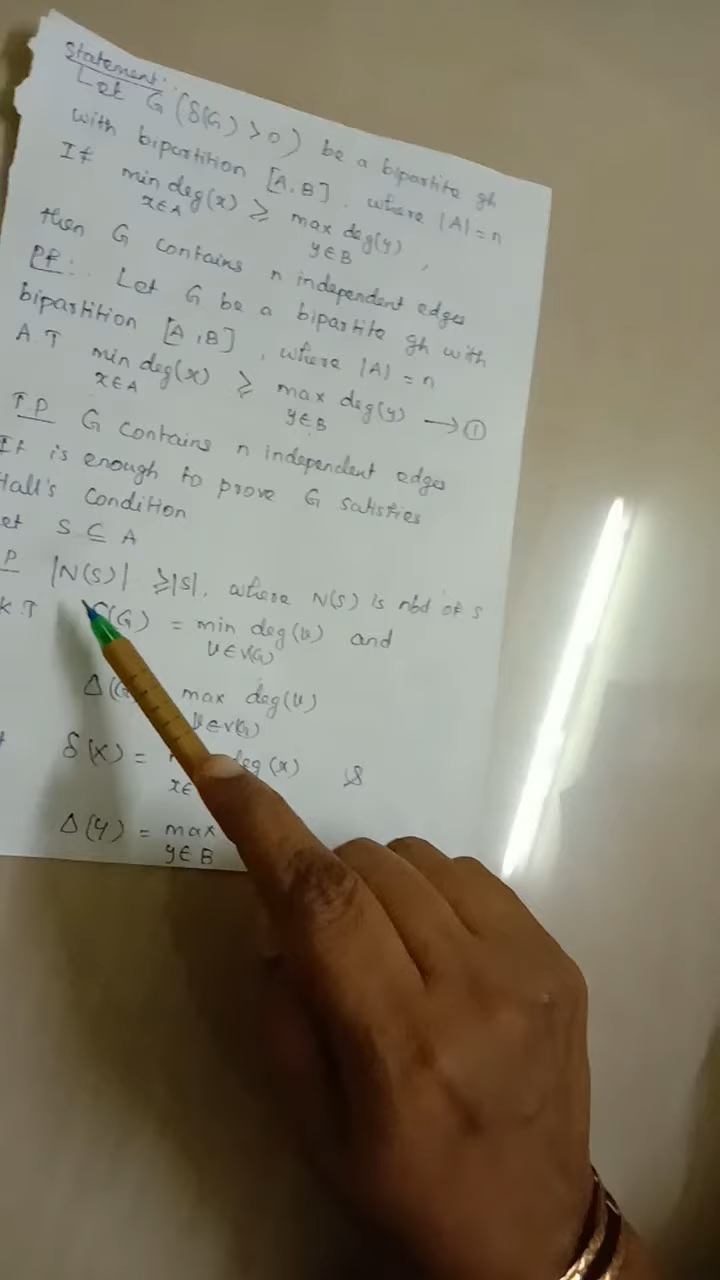 Statement:
Let G (δ(G) > 0) be a bipartite gh
with bipartition [A, B], where |A| = n
If min deg(x) ≥ max deg(y),
x∈A y∈B
then G contains n independent edges
Pf: Let G be a bipartite gh with
bipartition [A, B], where |A| = n
A.T min deg(x) ≥ max deg(y) → ①
x∈A y∈B
T.P G contains n independent edges
It is enough to prove G satisfies
Hall's Condition
et S ⊆ A
P |N(S)| ≥ |S|, where N(S) is nbd of S
K.T (G) = min deg(u) and
u∈V(G)
Δ( max deg(u)
u∈V(G)
δ(X) = deg(x) &
x∈
Δ(Y) = max
y∈B